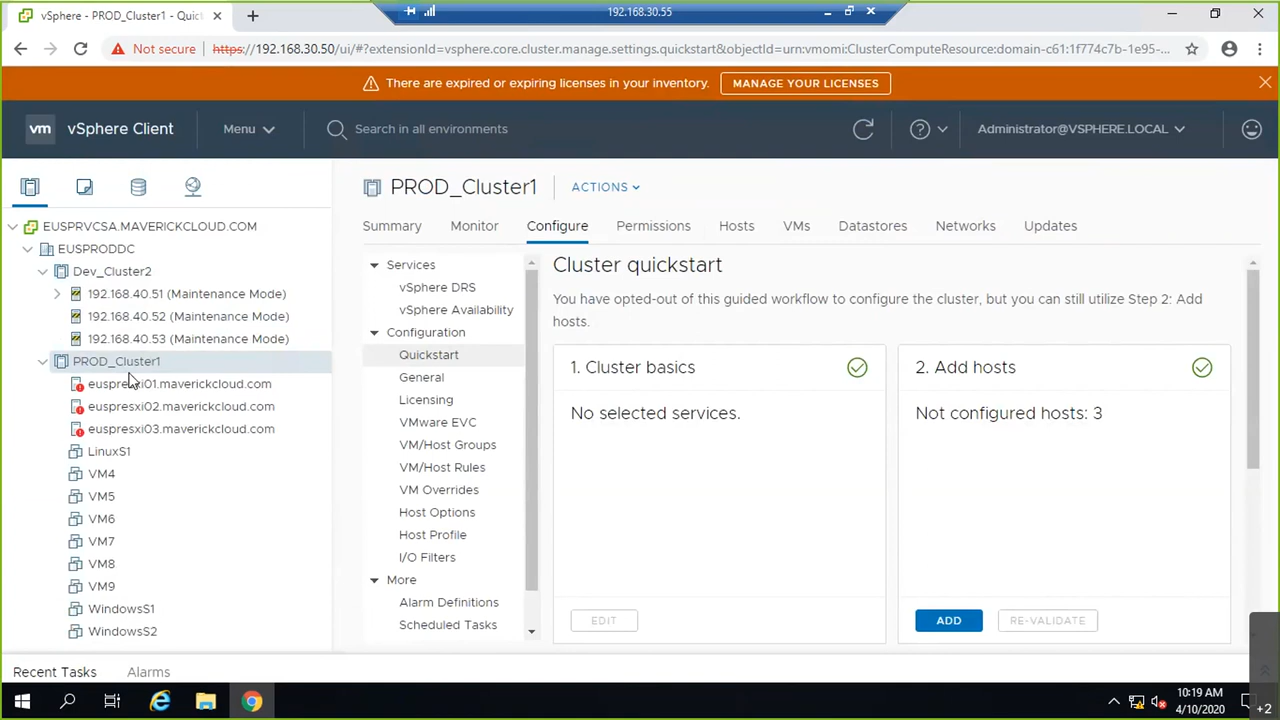 vSphere - PROD_Cluster1 - Quic
192.168.30.55
Not secure
https://192.168.30.50/ui/#?extensionId=vsphere.core.cluster.manage.settings.quickstart&objectId=urn:vmomi:ClusterComputeResource:domain-c61:1f774c7b-1e95-...
There are expired or expiring licenses in your inventory.
MANAGE YOUR LICENSES
vm
vSphere Client
Menu
Search in all environments
Administrator@VSPHERE.LOCAL
PROD_Cluster1
ACTIONS
Summary
Monitor
Configure
Permissions
Hosts
VMs
Datastores
Networks
Updates
EUSPRVCSA.MAVERICKCLOUD.COM
EUSPRODDC
Dev_Cluster2
192.168.40.51 (Maintenance Mode)
192.168.40.52 (Maintenance Mode)
192.168.40.53 (Maintenance Mode)
PROD_Cluster1
euspresxi01.maverickcloud.com
euspresxi02.maverickcloud.com
euspresxi03.maverickcloud.com
LinuxS1
VM4
VM5
VM6
VM7
VM8
VM9
WindowsS1
WindowsS2
Services
vSphere DRS
vSphere Availability
Configuration
Quickstart
General
Licensing
VMware EVC
VM/Host Groups
VM/Host Rules
VM Overrides
Host Options
Host Profile
I/O Filters
More
Alarm Definitions
Scheduled Tasks
Cluster quickstart
You have opted-out of this guided workflow to configure the cluster, but you can still utilize Step 2: Add
hosts.
1. Cluster basics
No selected services.
EDIT
2. Add hosts
Not configured hosts: 3
ADD
RE-VALIDATE
Recent Tasks
Alarms
10:19 AM
4/10/2020
+2